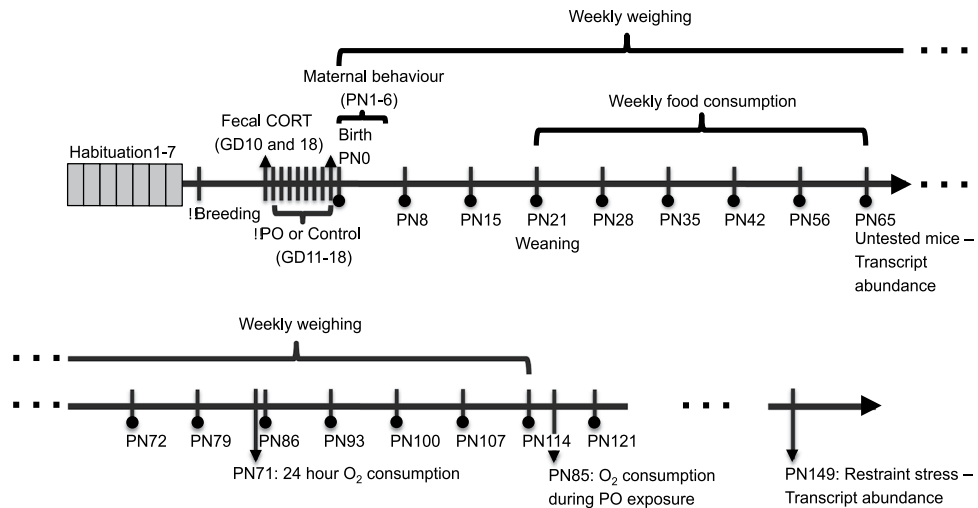 Weekly weighing
Maternal behaviour
(PN1-6)
Weekly food consumption
Fecal CORT
(GD10 and 18)
Birth
PN0
Habituation1-7
!!Breeding
!!PO or Control
(GD11-18)
PN8
PN15
PN21
Weaning
PN28
PN35
PN42
PN56
PN65
Untested mice –
Transcript
abundance
Weekly weighing
PN72
PN79
PN86
PN93
PN100
PN107
PN114
PN121
PN71: 24 hour O₂ consumption
PN85: O₂ consumption
during PO exposure
PN149: Restraint stress –
Transcript abundance